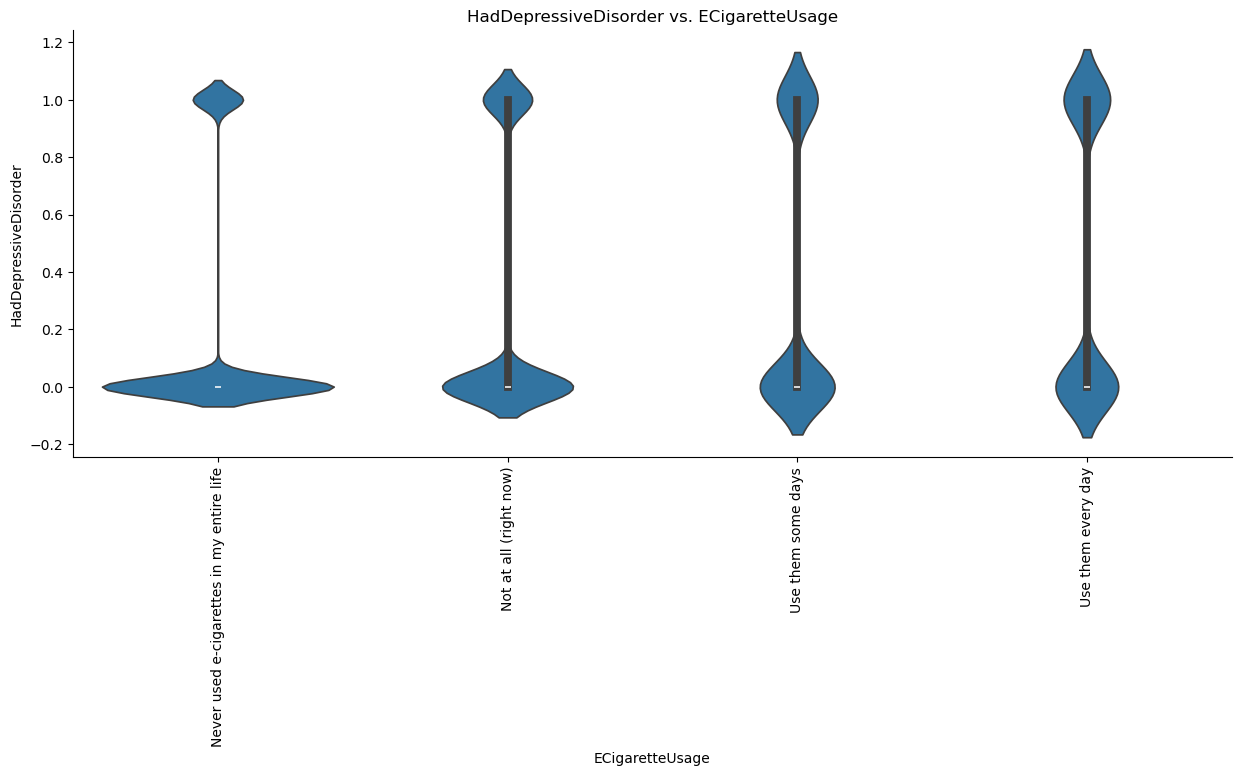 HadDepressiveDisorder vs. ECigaretteUsage
HadDepressiveDisorder
1.2
1.0
0.8
0.6
0.4
0.2
0.0
−0.2
Never used e-cigarettes in my entire life
Not at all (right now)
Use them some days
Use them every day
ECigaretteUsage